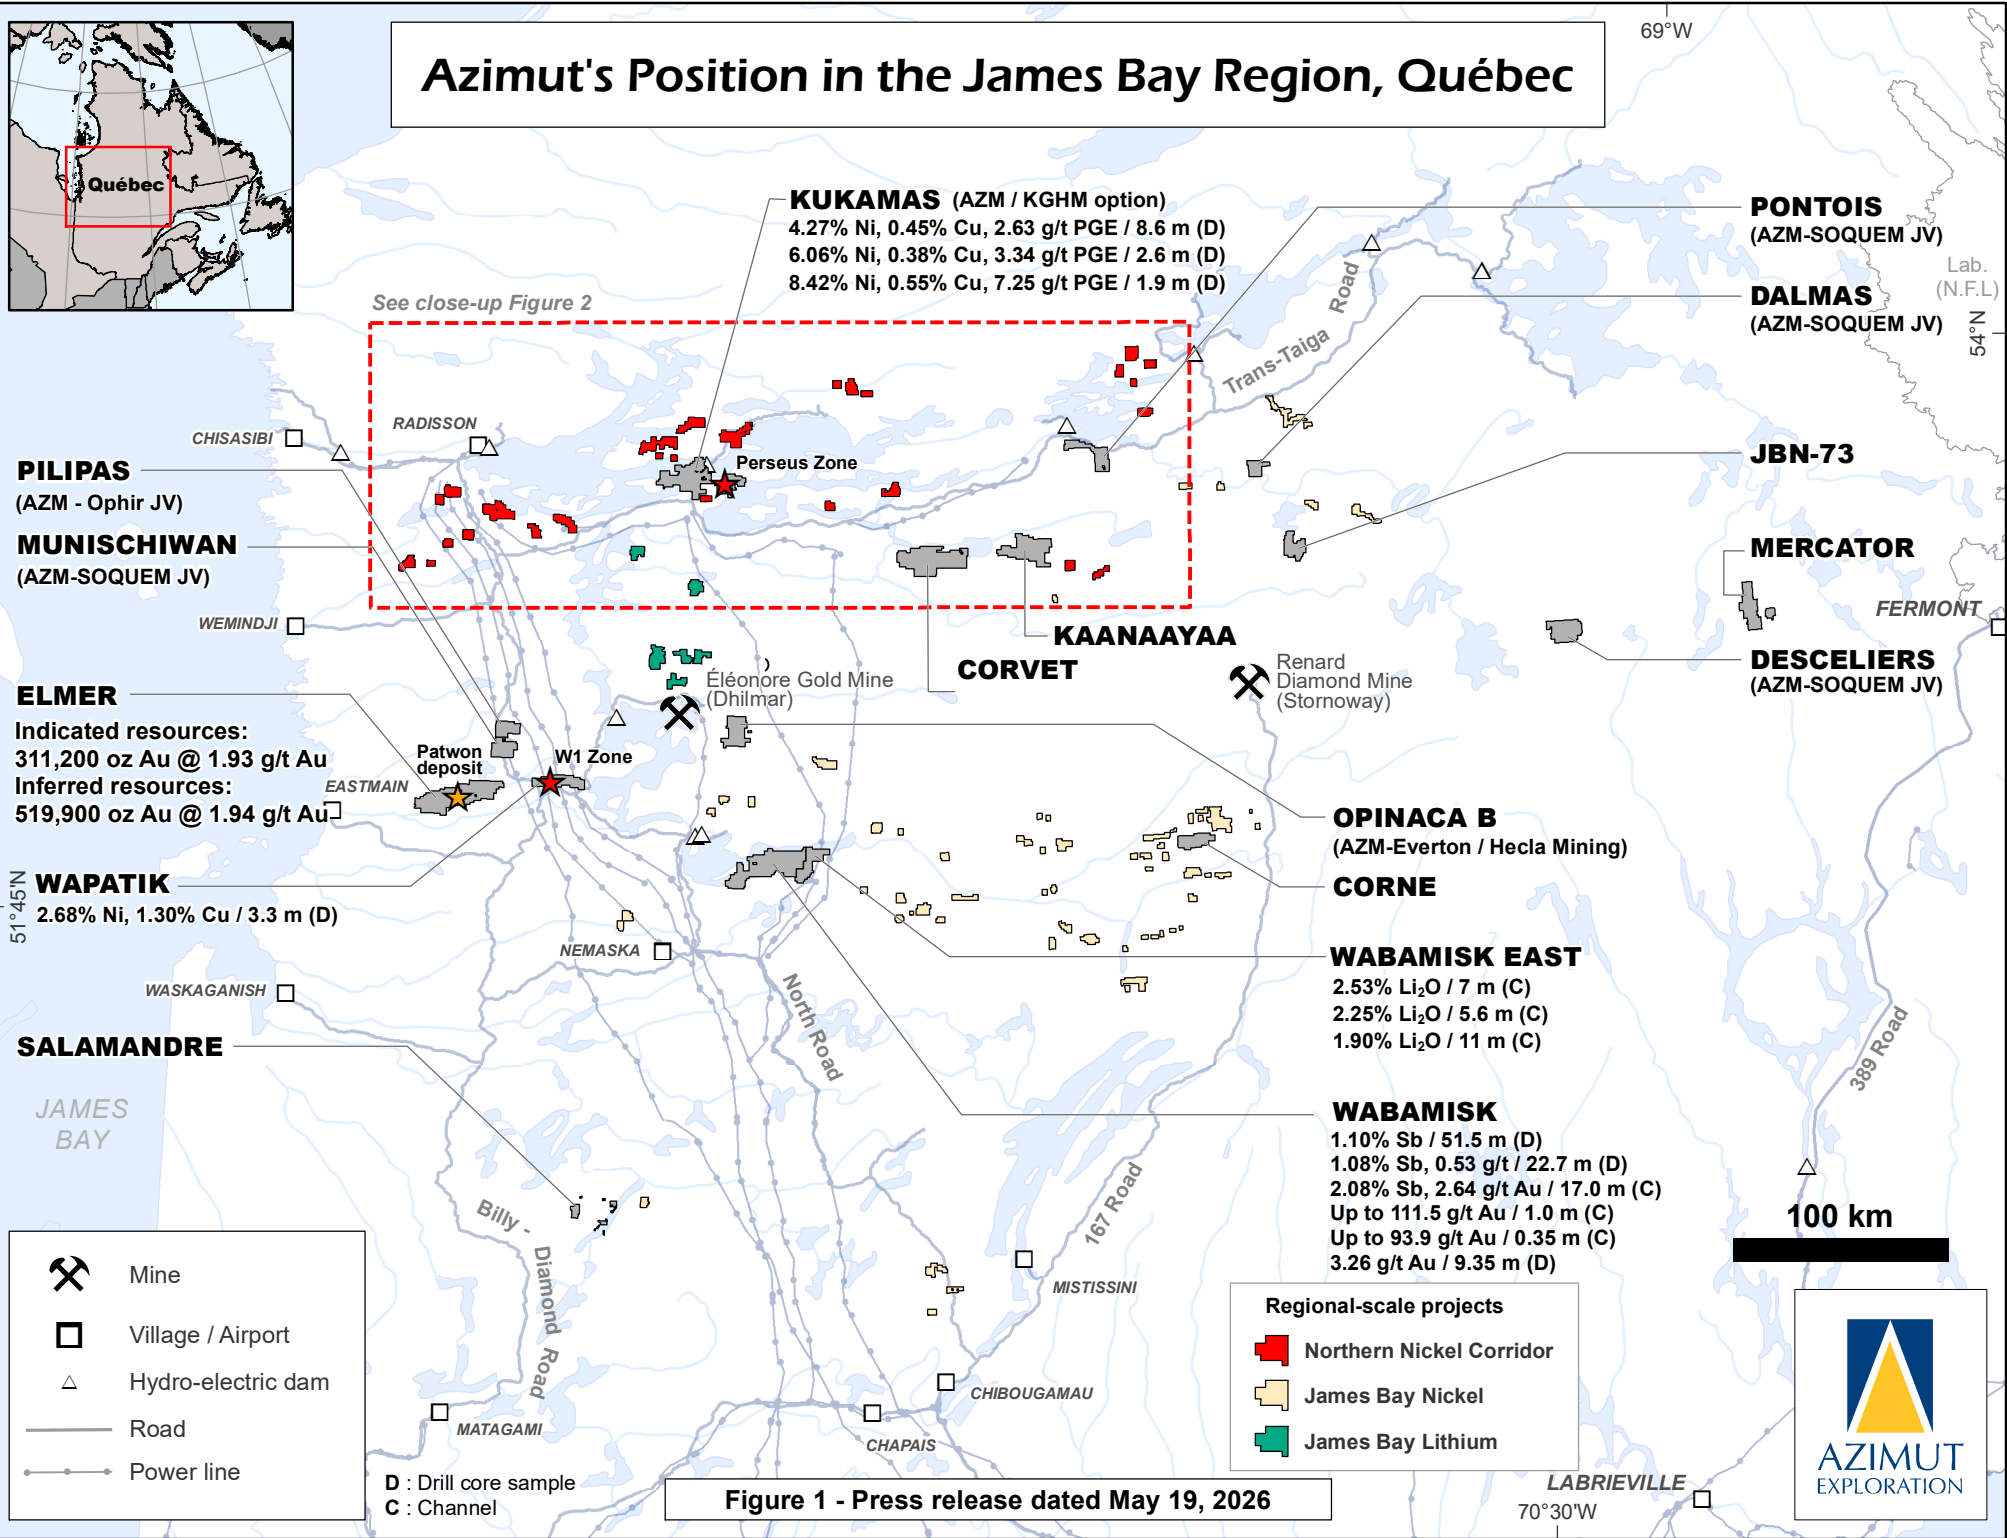 Azimut's Position in the James Bay Region, Québec
69°W
Québec
KUKAMAS (AZM / KGHM option)
4.27% Ni, 0.45% Cu, 2.63 g/t PGE / 8.6 m (D)
6.06% Ni, 0.38% Cu, 3.34 g/t PGE / 2.6 m (D)
8.42% Ni, 0.55% Cu, 7.25 g/t PGE / 1.9 m (D)
PONTOIS
(AZM-SOQUEM JV)
Lab.
(N.F.L)
DALMAS
(AZM-SOQUEM JV)
54°N
See close-up Figure 2
Trans-Taiga Road
RADISSON
CHISASIBI
Perseus Zone
JBN-73
PILIPAS
(AZM - Ophir JV)
MUNISCHIWAN
(AZM-SOQUEM JV)
MERCATOR
FERMONT
WEMINDJI
KAANAAYAA
CORVET
DESCELIERS
(AZM-SOQUEM JV)
Éléonore Gold Mine
(Dhilmar)
Renard
Diamond Mine
(Stornoway)
ELMER
Indicated resources:
311,200 oz Au @ 1.93 g/t Au
Inferred resources:
519,900 oz Au @ 1.94 g/t Au
Patwon
deposit
W1 Zone
EASTMAIN
OPINACA B
(AZM-Everton / Hecla Mining)
CORNE
WAPATIK
2.68% Ni, 1.30% Cu / 3.3 m (D)
51°45'N
NEMASKA
WABAMISK EAST
2.53% Li₂O / 7 m (C)
2.25% Li₂O / 5.6 m (C)
1.90% Li₂O / 11 m (C)
WASKAGANISH
North Road
SALAMANDRE
389 Road
JAMES
BAY
WABAMISK
1.10% Sb / 51.5 m (D)
1.08% Sb, 0.53 g/t / 22.7 m (D)
2.08% Sb, 2.64 g/t Au / 17.0 m (C)
Up to 111.5 g/t Au / 1.0 m (C)
Up to 93.9 g/t Au / 0.35 m (C)
3.26 g/t Au / 9.35 m (D)
167 Road
Billy - Diamond Road
100 km
MISTISSINI
Mine
Village / Airport
Hydro-electric dam
Road
Power line
Regional-scale projects
Northern Nickel Corridor
James Bay Nickel
James Bay Lithium
CHIBOUGAMAU
MATAGAMI
CHAPAIS
D : Drill core sample
C : Channel
Figure 1 - Press release dated May 19, 2026
LABRIEVILLE
70°30'W
AZIMUT
EXPLORATION